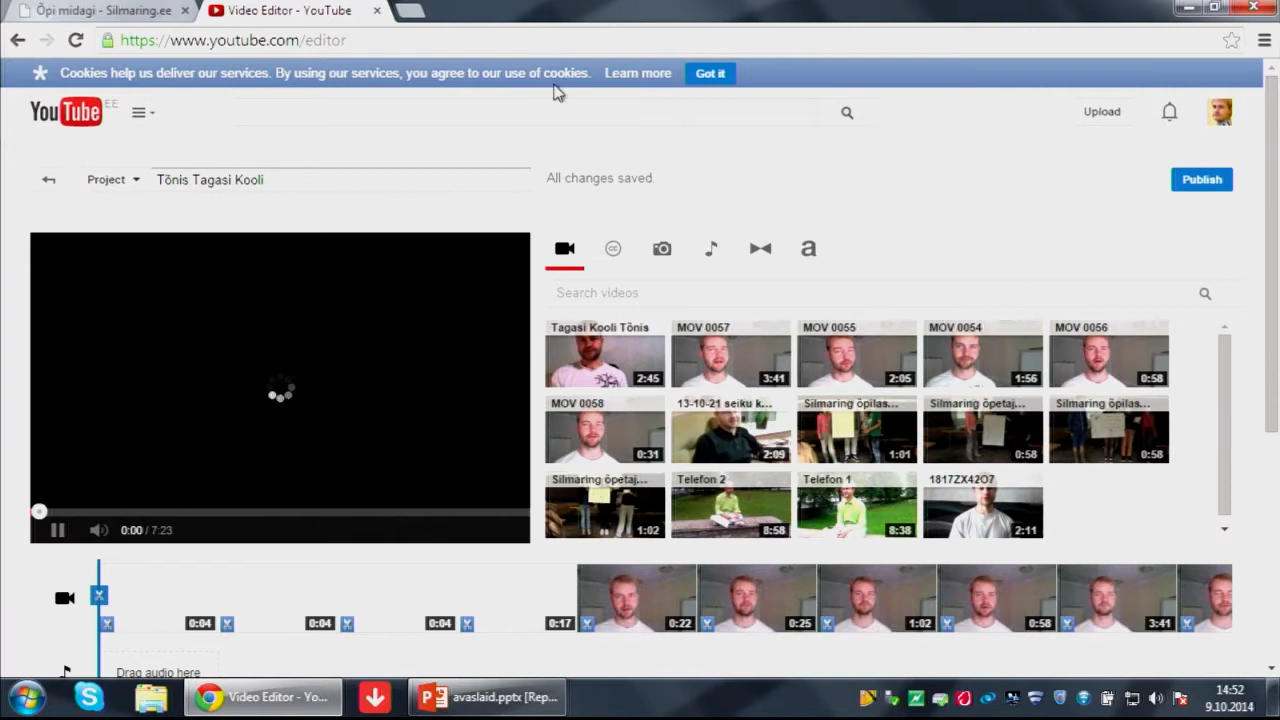 Õpi midagi - Silmaring.ee
Video Editor - YouTube
https://www.youtube.com/editor
Cookies help us deliver our services. By using our services, you agree to our use of cookies. Learn more Got it
YouTube EE
Upload
Project Tõnis Tagasi Kooli All changes saved. Publish
Search videos
Tagasi Kooli Tõnis MOV 0057 MOV 0055 MOV 0054 MOV 0056
2:45 3:41 2:05 1:56 0:58
MOV 0058 13-10-21 seiku k... Silmaring õpilas... Silmaring õpetaj... Silmaring õpilas...
0:31 2:09 1:01 0:58 0:58
Silmaring õpetaj... Telefon 2 Telefon 1 1817ZX42O7
1:02 8:58 8:38 2:11
0:00 / 7:23
0:04 0:04 0:04 0:17 0:22 0:25 1:02 0:58 3:41
Drag audio here
Video Editor - Yo...
avaslaid.pptx [Rep...
14:52
9.10.2014